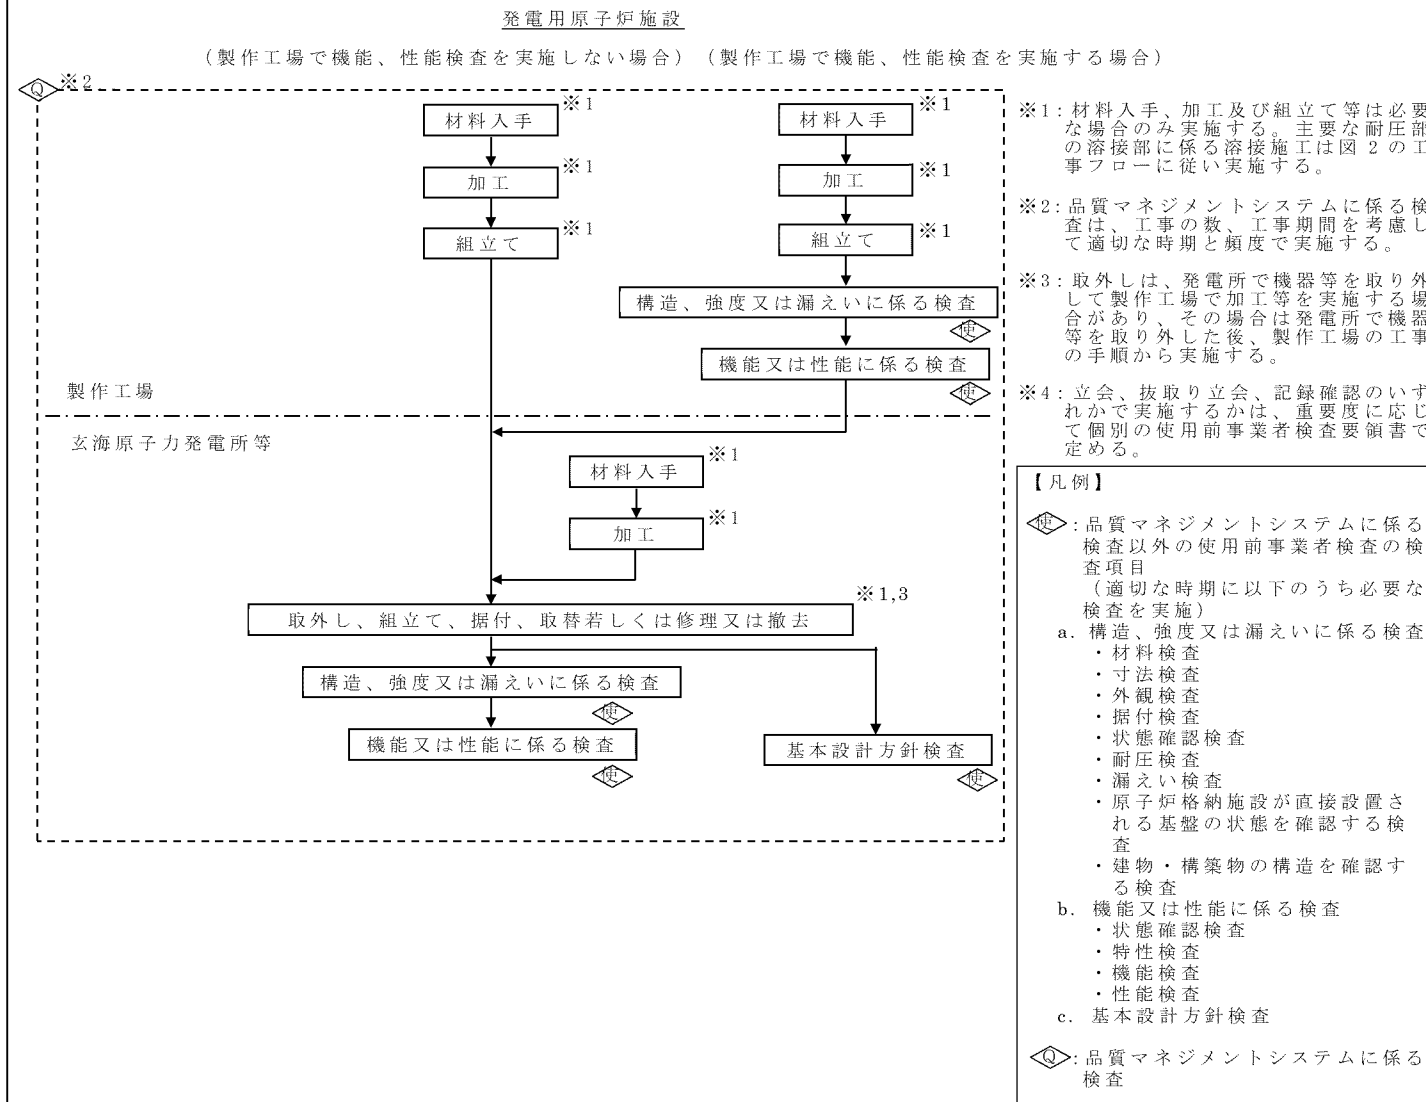 発電用原子炉施設
(製作工場で機能、性能検査を実施しない場合) (製作工場で機能、性能検査を実施する場合)
Q ※2
材料入手 ※1
加工 ※1
組立て ※1
材料入手 ※1
加工 ※1
組立て ※1
構造、強度又は漏えいに係る検査
使
機能又は性能に係る検査
使
製作工場
玄海原子力発電所等
材料入手 ※1
加工 ※1
※1,3
取外し、組立て、据付、取替若しくは修理又は撤去
構造、強度又は漏えいに係る検査
使
機能又は性能に係る検査
使
基本設計方針検査
使
※1:材料入手、加工及び組立て等は必要
な場合のみ実施する。主要な耐圧部
の溶接部に係る溶接施工は図2の工
事フローに従い実施する。
※2:品質マネジメントシステムに係る検
査は、工事の数、工事期間を考慮し
て適切な時期と頻度で実施する。
※3:取外しは、発電所で機器等を取り外
して製作工場で加工等を実施する場
合があり、その場合は発電所で機器
等を取り外した後、製作工場の工事
の手順から実施する。
※4:立会、抜取り立会、記録確認のいず
れかで実施するかは、重要度に応じ
て個別の使用前事業者検査要領書で
定める。
【凡例】
使:品質マネジメントシステムに係る
検査以外の使用前事業者検査の検
査項目
(適切な時期に以下のうち必要な
検査を実施)
a. 構造、強度又は漏えいに係る検査
・材料検査
・寸法検査
・外観検査
・据付検査
・状態確認検査
・耐圧検査
・漏えい検査
・原子炉格納施設が直接設置さ
れる基盤の状態を確認する検
査
・建物・構築物の構造を確認す
る検査
b. 機能又は性能に係る検査
・状態確認検査
・特性検査
・機能検査
・性能検査
c. 基本設計方針検査
Q:品質マネジメントシステムに係る
検査